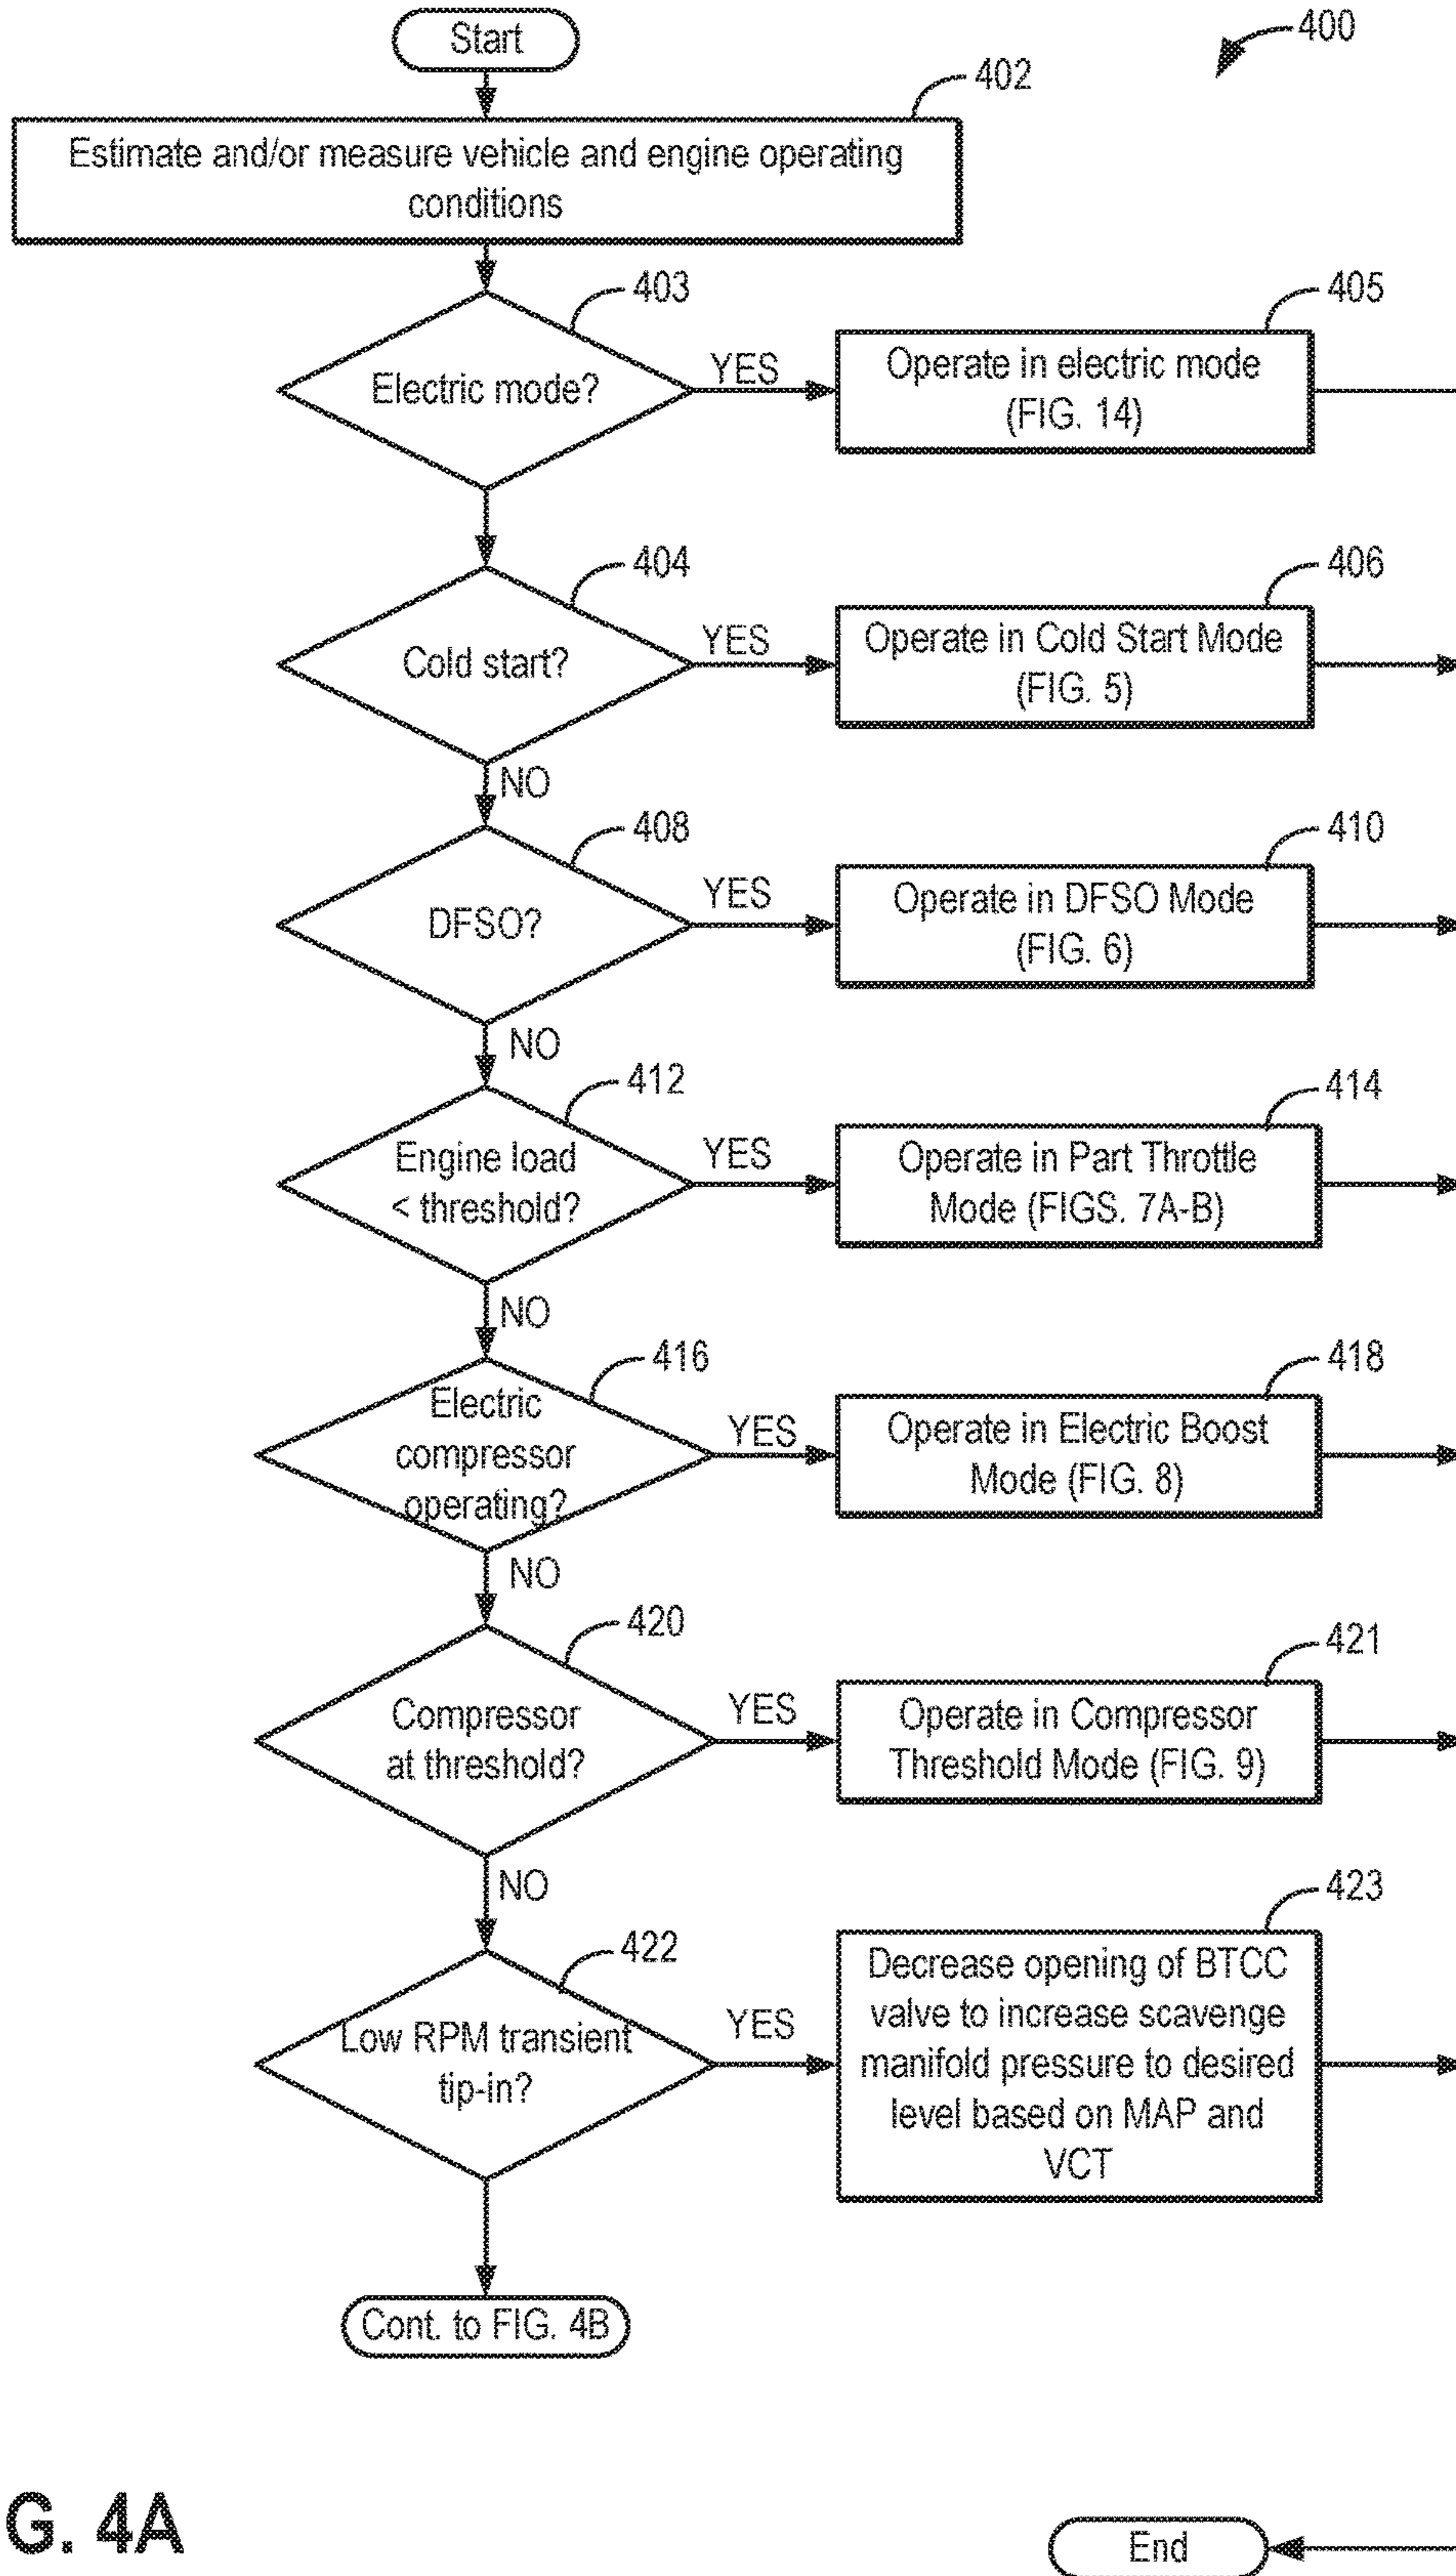 Start
400
402
Estimate and/or measure vehicle and engine operating
conditions
403
Electric mode?
YES
405
Operate in electric mode
(FIG. 14)
404
Cold start?
YES
406
Operate in Cold Start Mode
(FIG. 5)
NO
408
DFSO?
YES
410
Operate in DFSO Mode
(FIG. 6)
NO
412
Engine load
< threshold?
YES
414
Operate in Part Throttle
Mode (FIGS. 7A-B)
NO
416
Electric
compressor
operating?
YES
418
Operate in Electric Boost
Mode (FIG. 8)
NO
420
Compressor
at threshold?
YES
421
Operate in Compressor
Threshold Mode (FIG. 9)
NO
422
Low RPM transient
tip-in?
YES
423
Decrease opening of BTCC
valve to increase scavenge
manifold pressure to desired
level based on MAP and
VCT
Cont. to FIG. 4B
G. 4A
End